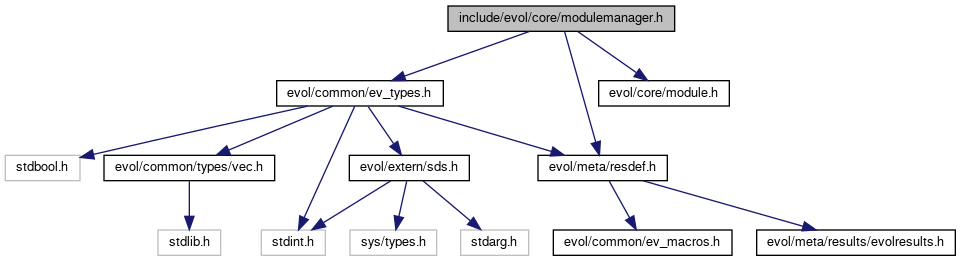 include/evol/core/modulemanager.h
evol/common/ev_types.h
evol/core/module.h
stdbool.h
evol/common/types/vec.h
evol/extern/sds.h
evol/meta/resdef.h
stdlib.h
stdint.h
sys/types.h
stdarg.h
evol/common/ev_macros.h
evol/meta/results/evolresults.h